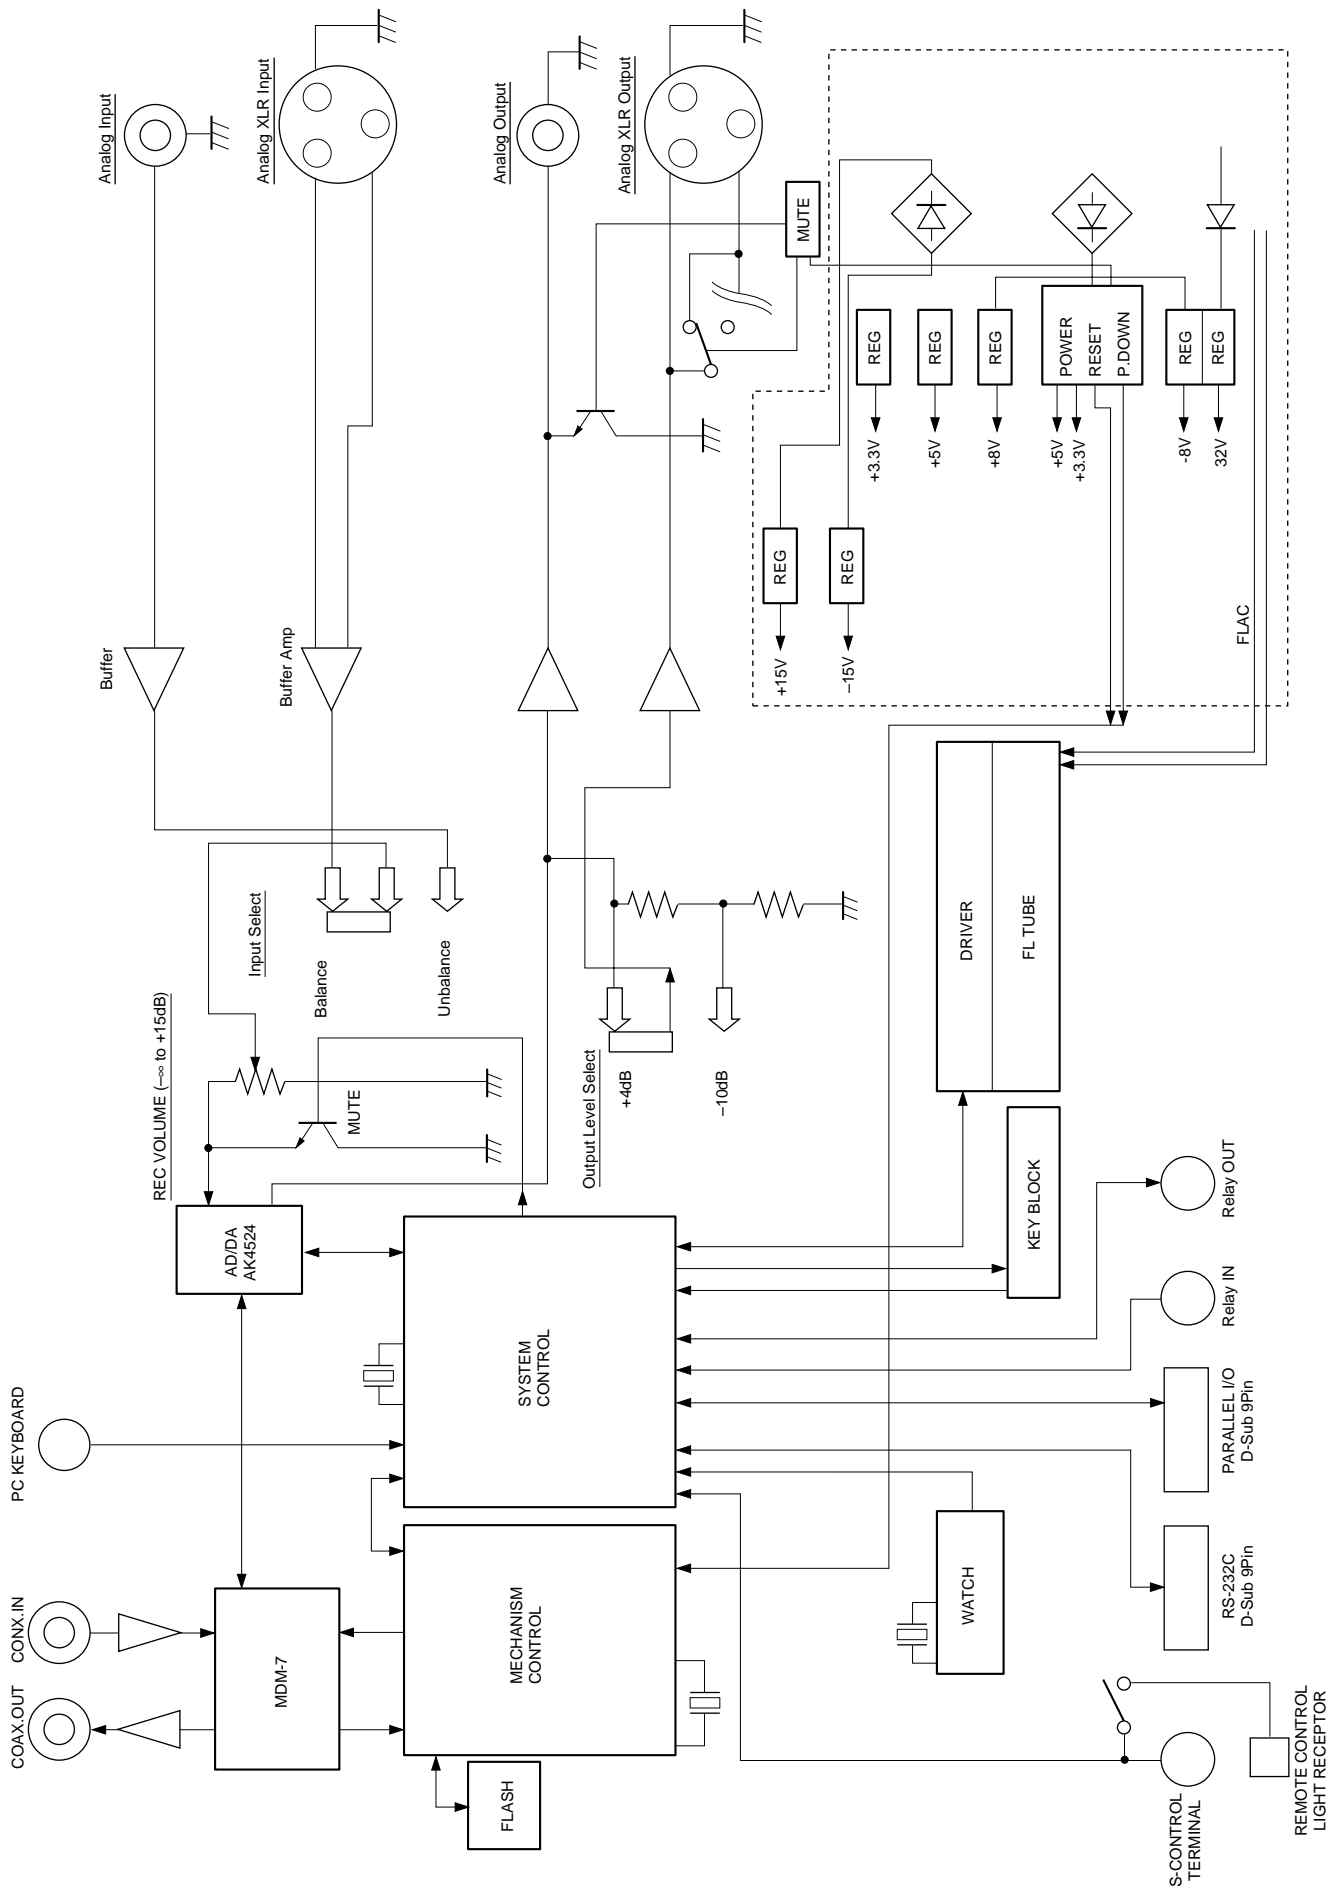 COAX.OUT
CONX.IN
PC KEYBOARD
REC VOLUME (–∞ to +15dB)
Input Select
Balance
Unbalance
Buffer
Buffer Amp
Analog Input
Analog XLR Input
MDM-7
AD/DA
AK4524
MUTE
FLASH
MECHANISM
CONTROL
SYSTEM
CONTROL
Output Level Select
+4dB
–10dB
Analog Output
Analog XLR Output
MUTE
+15V
REG
–15V
REG
+3.3V
REG
+5V
REG
+8V
REG
+5V
+3.3V
POWER
RESET
P.DOWN
-8V
REG
32V
REG
FLAC
WATCH
KEY BLOCK
DRIVER
FL TUBE
S-CONTROL
TERMINAL
REMOTE CONTROL
LIGHT RECEPTOR
RS-232C
D-Sub 9Pin
PARALLEL I/O
D-Sub 9Pin
Relay IN
Relay OUT